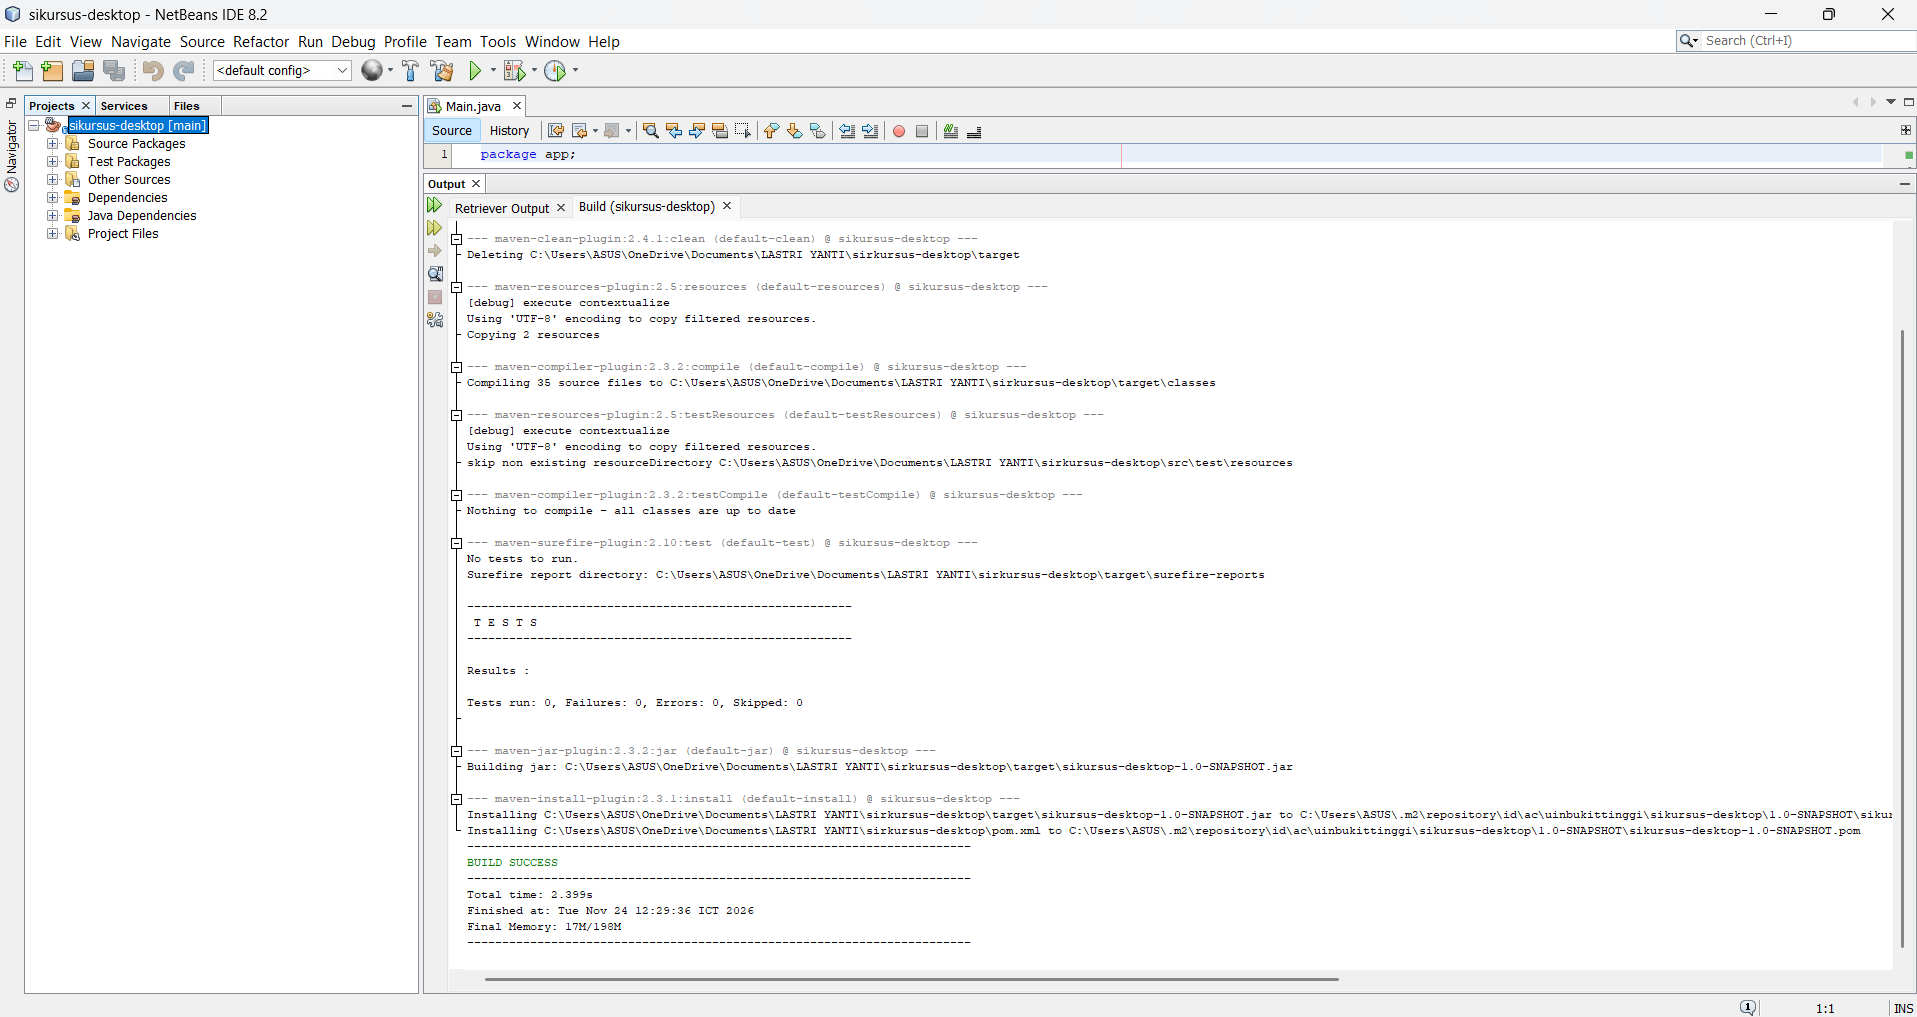 sikursus-desktop - NetBeans IDE 8.2
File Edit View Navigate Source Refactor Run Debug Profile Team Tools Window Help
Search (Ctrl+I)
<default config>
Projects Services Files
Navigator
sikursus-desktop [main]
Source Packages
Test Packages
Other Sources
Dependencies
Java Dependencies
Project Files
Main.java
Source History
1 package app;
Output
Retriever Output Build (sikursus-desktop)
--- maven-clean-plugin:2.4.1:clean (default-clean) @ sikursus-desktop ---
Deleting C:\Users\ASUS\OneDrive\Documents\LASTRI YANTI\sirkursus-desktop\target
--- maven-resources-plugin:2.5:resources (default-resources) @ sikursus-desktop ---
[debug] execute contextualize
Using 'UTF-8' encoding to copy filtered resources.
Copying 2 resources
--- maven-compiler-plugin:2.3.2:compile (default-compile) @ sikursus-desktop ---
Compiling 35 source files to C:\Users\ASUS\OneDrive\Documents\LASTRI YANTI\sirkursus-desktop\target\classes
--- maven-resources-plugin:2.5:testResources (default-testResources) @ sikursus-desktop ---
[debug] execute contextualize
Using 'UTF-8' encoding to copy filtered resources.
skip non existing resourceDirectory C:\Users\ASUS\OneDrive\Documents\LASTRI YANTI\sirkursus-desktop\src\test\resources
--- maven-compiler-plugin:2.3.2:testCompile (default-testCompile) @ sikursus-desktop ---
Nothing to compile - all classes are up to date
--- maven-surefire-plugin:2.10:test (default-test) @ sikursus-desktop ---
No tests to run.
Surefire report directory: C:\Users\ASUS\OneDrive\Documents\LASTRI YANTI\sirkursus-desktop\target\surefire-reports
-------------------------------------------------------
T E S T S
-------------------------------------------------------
Results :
Tests run: 0, Failures: 0, Errors: 0, Skipped: 0
--- maven-jar-plugin:2.3.2:jar (default-jar) @ sikursus-desktop ---
Building jar: C:\Users\ASUS\OneDrive\Documents\LASTRI YANTI\sirkursus-desktop\target\sikursus-desktop-1.0-SNAPSHOT.jar
--- maven-install-plugin:2.3.1:install (default-install) @ sikursus-desktop ---
Installing C:\Users\ASUS\OneDrive\Documents\LASTRI YANTI\sirkursus-desktop\target\sikursus-desktop-1.0-SNAPSHOT.jar to C:\Users\ASUS\.m2\repository\id\ac\uinbukittinggi\sikursus-desktop\1.0-SNAPSHOT\siku
Installing C:\Users\ASUS\OneDrive\Documents\LASTRI YANTI\sirkursus-desktop\pom.xml to C:\Users\ASUS\.m2\repository\id\ac\uinbukittinggi\sikursus-desktop\1.0-SNAPSHOT\sikursus-desktop-1.0-SNAPSHOT.pom
------------------------------------------------------------------------
BUILD SUCCESS
------------------------------------------------------------------------
Total time: 2.399s
Finished at: Tue Nov 24 12:29:36 ICT 2026
Final Memory: 17M/198M
------------------------------------------------------------------------
1 1:1 INS